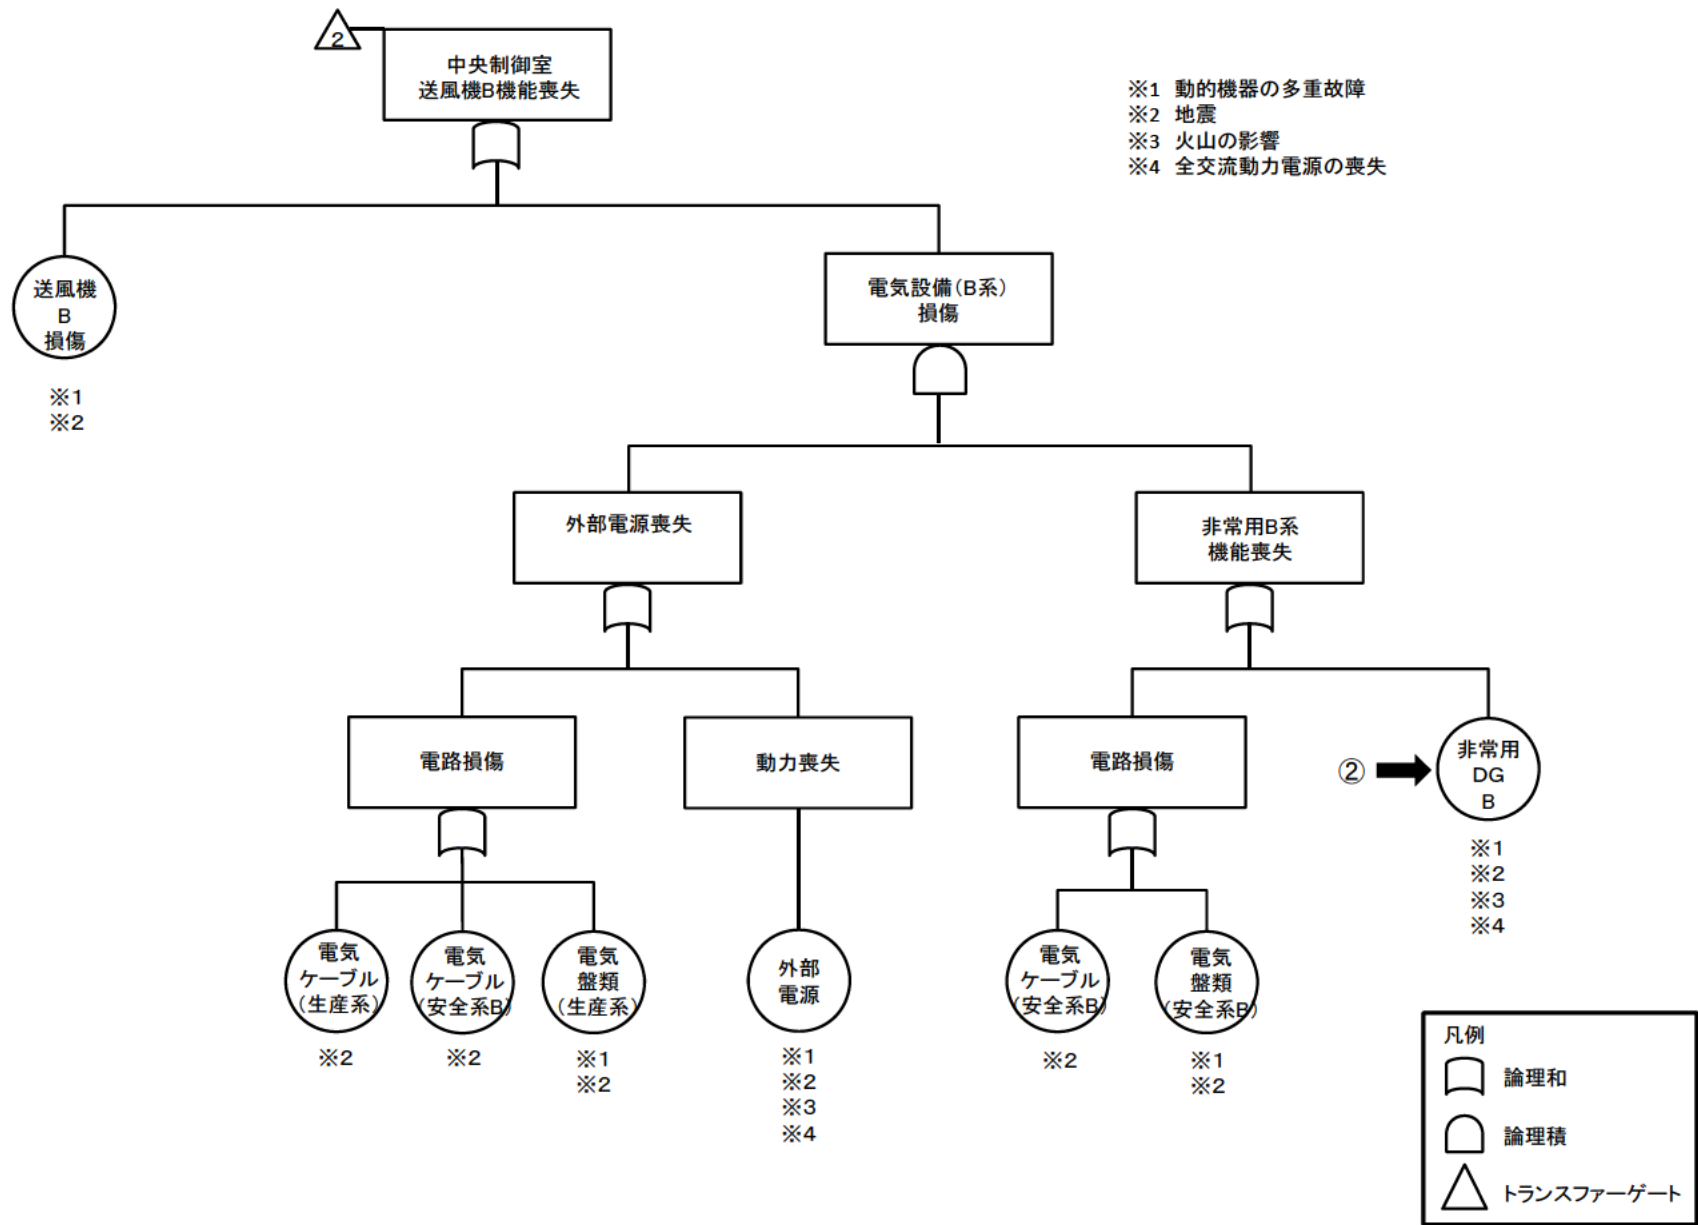 2
中央制御室
送風機B機能喪失
※1 動的機器の多重故障
※2 地震
※3 火山の影響
※4 全交流動力電源の喪失
送風機
B
損傷
※1
※2
電気設備(B系)
損傷
外部電源喪失
非常用B系
機能喪失
電路損傷
動力喪失
電路損傷
②
非常用
DG
B
※1
※2
※3
※4
電気
ケーブル
(生産系)
※2
電気
ケーブル
(安全系B)
※2
電気
盤類
(生産系)
※1
※2
外部
電源
※1
※2
※3
※4
電気
ケーブル
(安全系B)
※2
電気
盤類
(安全系B)
※1
※2
凡例
論理和
論理積
トランスファーゲート